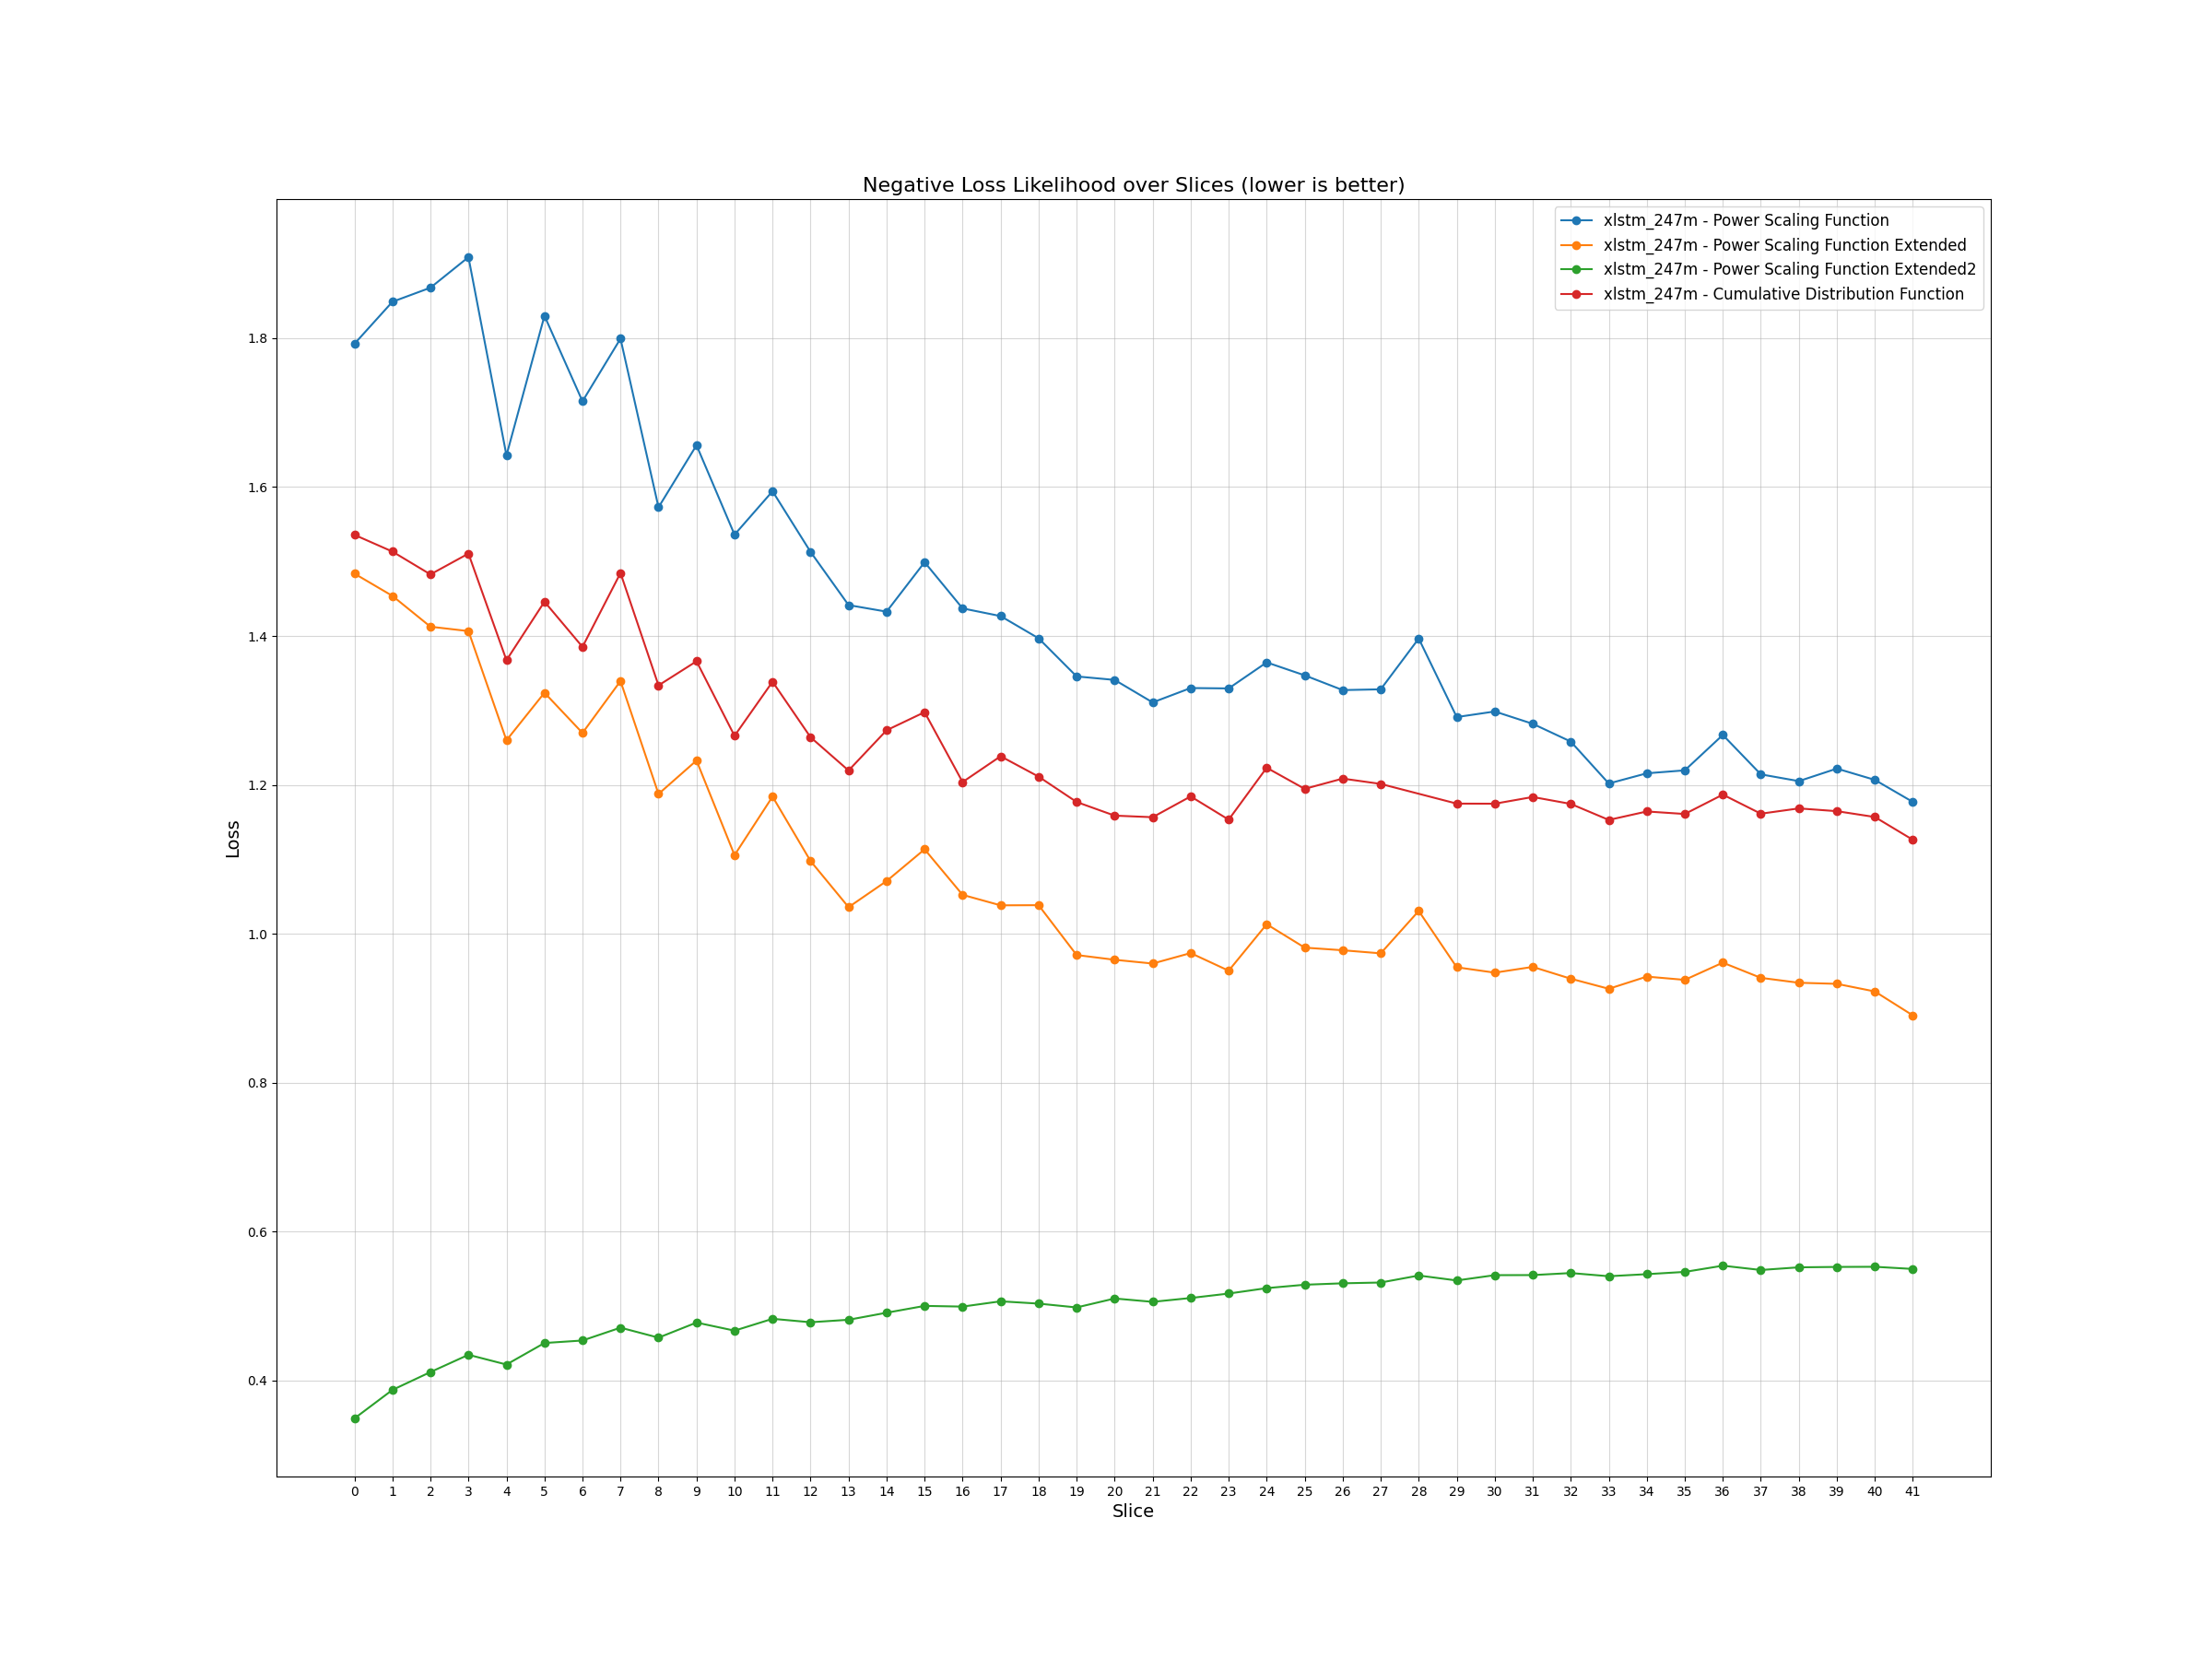 Negative Loss Likelihood over Slices (lower is better)
xlstm_247m - Power Scaling Function
xlstm_247m - Power Scaling Function Extended
xlstm_247m - Power Scaling Function Extended2
xlstm_247m - Cumulative Distribution Function
1.8
1.6
1.4
1.2
1.0
0.8
0.6
0.4
Loss
0 1 2 3 4 5 6 7 8 9 10 11 12 13 14 15 16 17 18 19 20 21 22 23 24 25 26 27 28 29 30 31 32 33 34 35 36 37 38 39 40 41
Slice